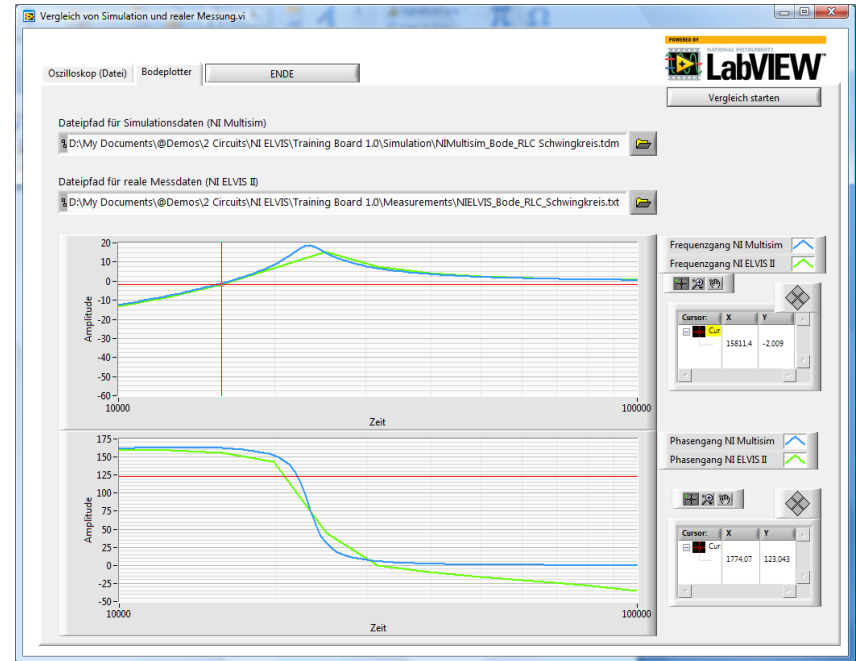 Vergleich von Simulation und realer Messung.vi
POWERED BY
NATIONAL INSTRUMENTS
LabVIEW
Oszilloskop (Datei) Bodeplotter ENDE
Vergleich starten
Dateipfad für Simulationsdaten (NI Multisim)
D:\My Documents\@Demos\2 Circuits\NI ELVIS\Training Board 1.0\Simulation\NIMultisim_Bode_RLC Schwingkreis.tdm
Dateipfad für reale Messdaten (NI ELVIS II)
D:\My Documents\@Demos\2 Circuits\NI ELVIS\Training Board 1.0\Measurements\NIELVIS_Bode_RLC_Schwingkreis.txt
20
10
0
-10
-20
-30
-40
-50
-60
Amplitude
10000 100000
Zeit
Frequenzgang NI Multisim
Frequenzgang NI ELVIS II
Cursor: X Y
Cur
15811,4 -2,009
175
150
125
100
75
50
25
0
-25
-50
Amplitude
10000 100000
Zeit
Phasengang NI Multisim
Phasengang NI ELVIS II
Cursor: X Y
Cur
1774,07 123,043